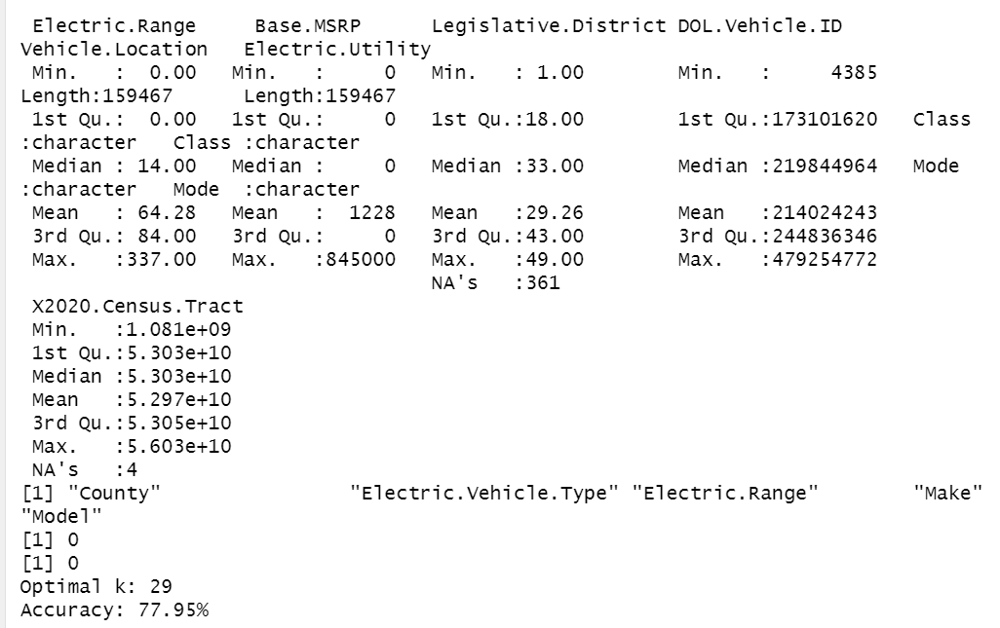 Electric.Range     Base.MSRP      Legislative.District DOL.Vehicle.ID
Vehicle.Location   Electric.Utility
Min.   :  0.00   Min.   :     0   Min.   : 1.00        Min.   :     4385
Length:159467      Length:159467
1st Qu.:  0.00   1st Qu.:     0   1st Qu.:18.00        1st Qu.:173101620   Class
:character   Class :character
Median : 14.00   Median :     0   Median :33.00        Median :219844964   Mode
:character   Mode  :character
Mean   : 64.28   Mean   :  1228   Mean   :29.26        Mean   :214024243
3rd Qu.: 84.00   3rd Qu.:     0   3rd Qu.:43.00        3rd Qu.:244836346
Max.   :337.00   Max.   :845000   Max.   :49.00        Max.   :479254772
NA's   :361
X2020.Census.Tract
Min.   :1.081e+09
1st Qu.:5.303e+10
Median :5.303e+10
Mean   :5.297e+10
3rd Qu.:5.305e+10
Max.   :5.603e+10
NA's   :4
[1] "County"                "Electric.Vehicle.Type" "Electric.Range"        "Make"
"Model"
[1] 0
[1] 0
Optimal k: 29
Accuracy: 77.95%